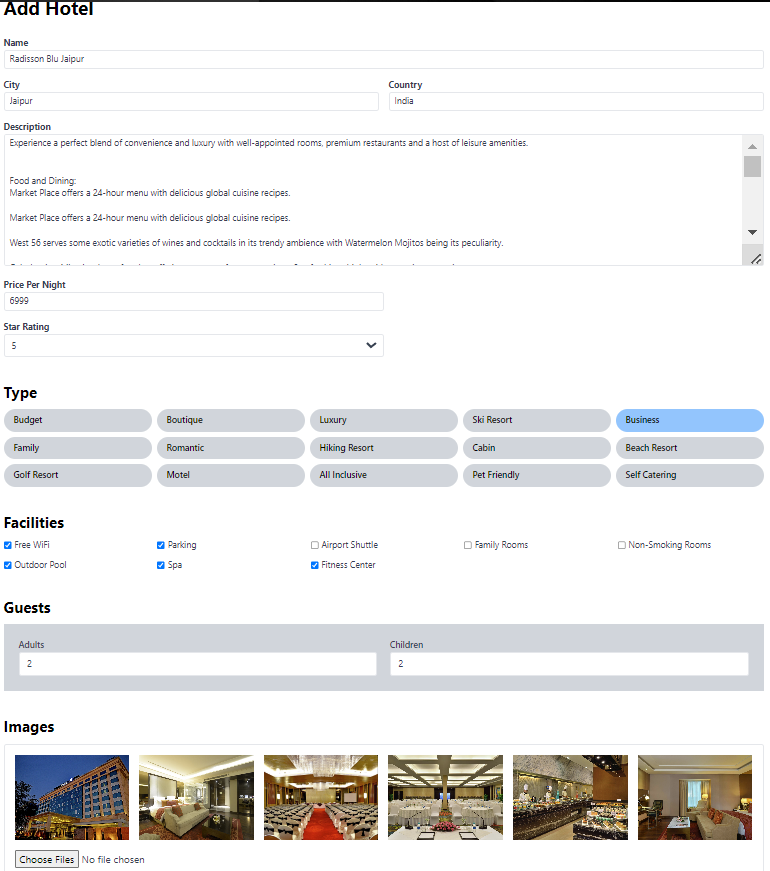 Add Hotel
Name
Radisson Blu Jaipur
City
Country
Jaipur
India
Description
Experience a perfect blend of convenience and luxury with well-appointed rooms, premium restaurants and a host of leisure amenities.
Food and Dining:
Market Place offers a 24-hour menu with delicious global cuisine recipes.
Market Place offers a 24-hour menu with delicious global cuisine recipes.
West 56 serves some exotic varieties of wines and cocktails in its trendy ambience with Watermelon Mojitos being its peculiarity.
Price Per Night
6999
Star Rating
5
Type
Budget
Boutique
Luxury
Ski Resort
Business
Family
Romantic
Hiking Resort
Cabin
Beach Resort
Golf Resort
Motel
All Inclusive
Pet Friendly
Self Catering
Facilities
Free WiFi
Parking
Airport Shuttle
Family Rooms
Non-Smoking Rooms
Outdoor Pool
Spa
Fitness Center
Guests
Adults
Children
2
2
Images
Choose Files No file chosen